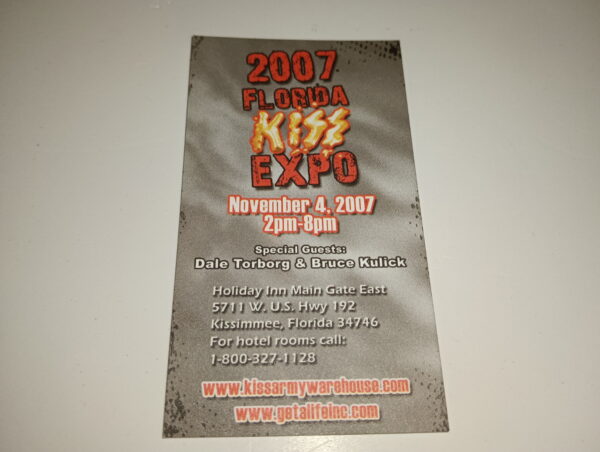 2007
FLORIDA
KISS
EXPO
November 4, 2007
2pm-8pm
Special Guests:
Dale Torborg & Bruce Kulick
Holiday Inn Main Gate East
5711 W. U.S. Hwy 192
Kissimmee, Florida 34746
For hotel rooms call:
1-800-327-1128
www.kissarmywarehouse.com
www.getalifeinc.com